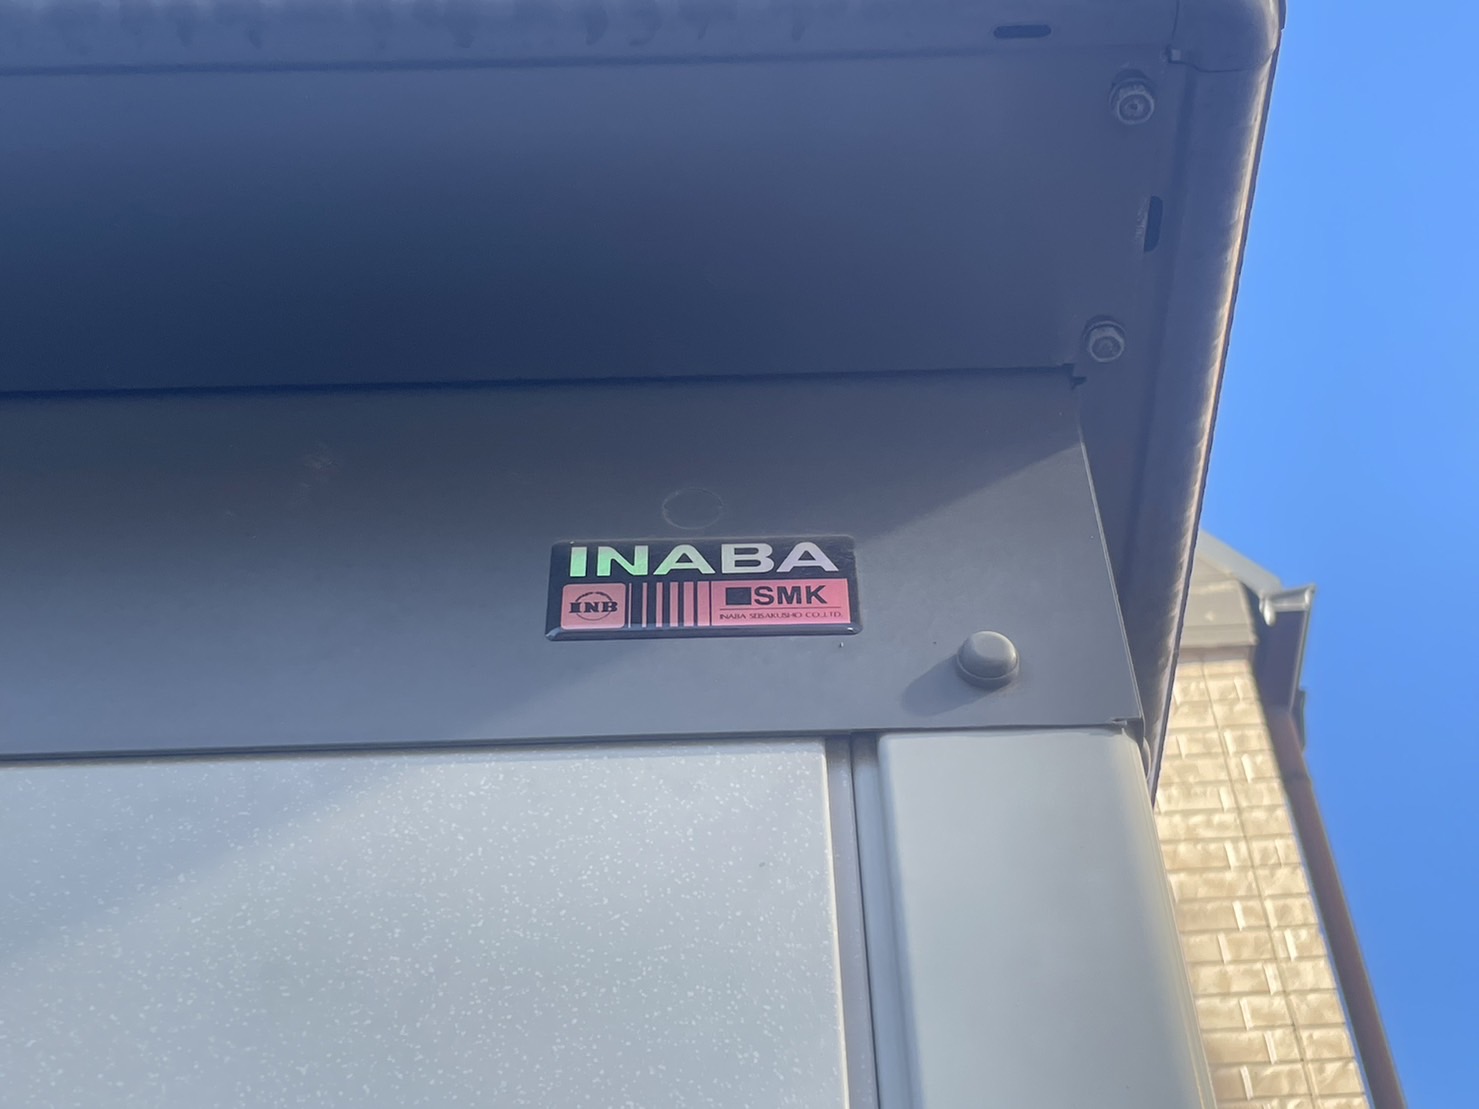 INABA
INB
■SMK
INABA SEISAKUSHO CO.,LTD.